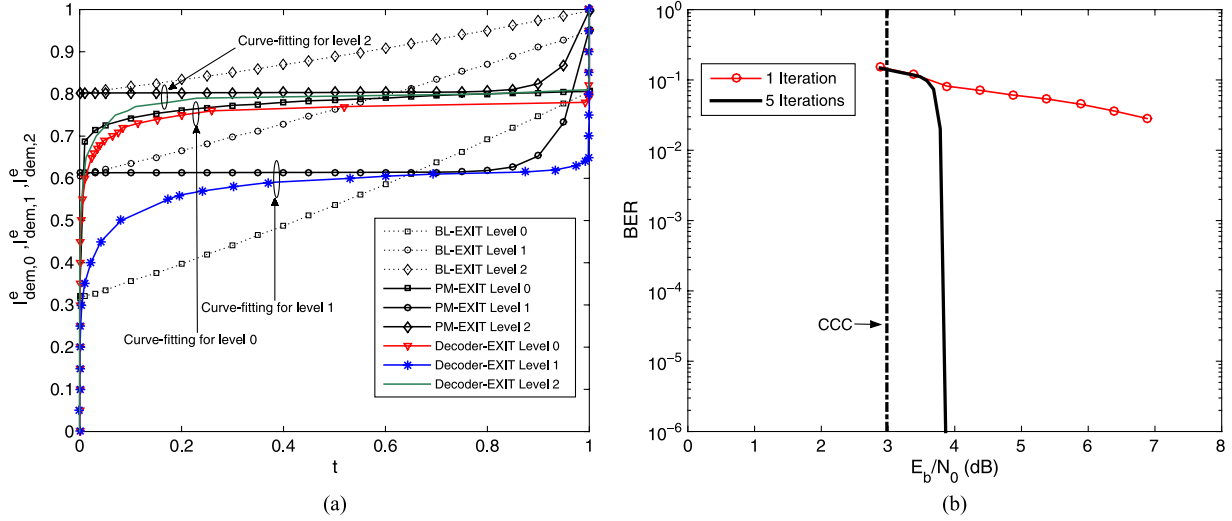 1
0.9
0.8
0.7
0.6
0.5
0.4
0.3
0.2
0.1
0
0
0.2
0.4
0.6
0.8
1
t
I^e_dem,0 ,I^e_dem,1 ,I^e_dem,2
Curve-fitting for level 2
Curve-fitting for level 1
Curve-fitting for level 0
BL-EXIT Level 0
BL-EXIT Level 1
BL-EXIT Level 2
PM-EXIT Level 0
PM-EXIT Level 1
PM-EXIT Level 2
Decoder-EXIT Level 0
Decoder-EXIT Level 1
Decoder-EXIT Level 2
(a)
10^0
10^-1
10^-2
10^-3
10^-4
10^-5
10^-6
BER
1 Iteration
5 Iterations
CCC
0
1
2
3
4
5
6
7
8
E_b/N_0 (dB)
(b)